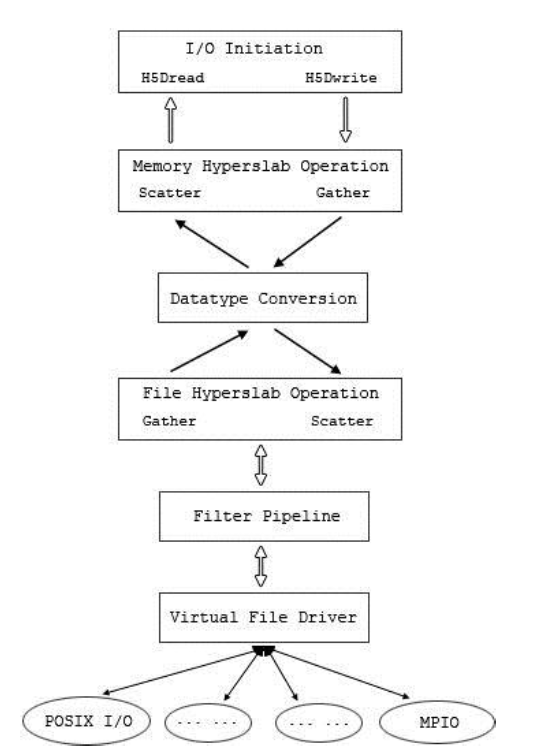 I/O Initiation
H5Dread H5Dwrite
Memory Hyperslab Operation
Scatter Gather
Datatype Conversion
File Hyperslab Operation
Gather Scatter
Filter Pipeline
Virtual File Driver
POSIX I/O ... ... ... ... MPIO